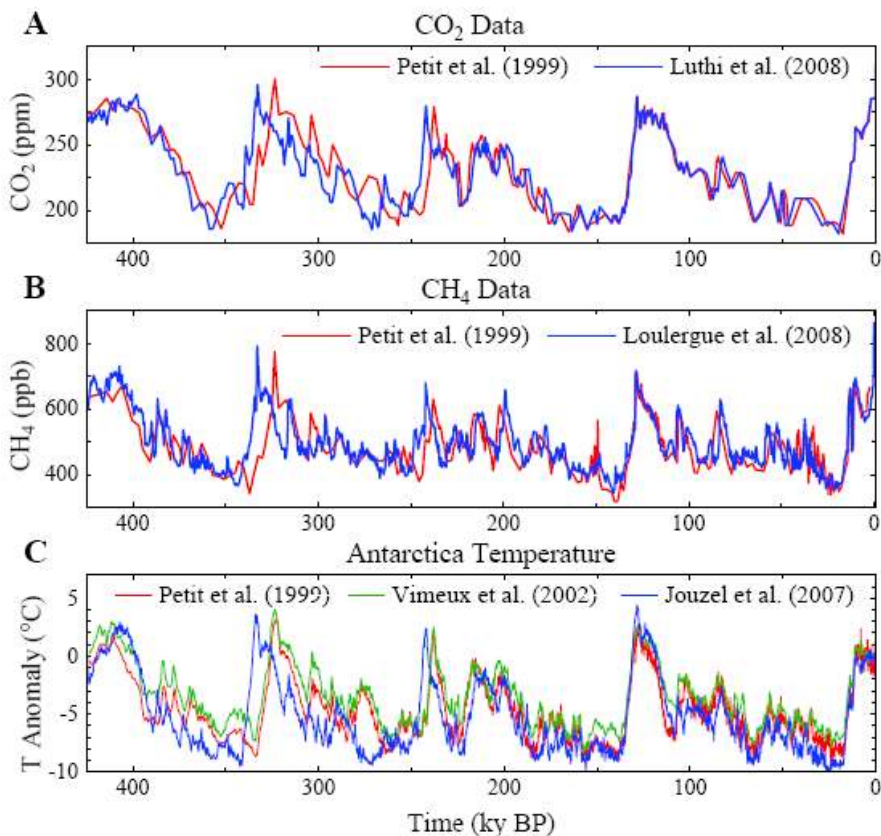 A
CO₂ Data
Petit et al. (1999) Luthi et al. (2008)
CO₂ (ppm)
300
250
200
400 300 200 100 0
B
CH₄ Data
Petit et al. (1999) Loulergue et al. (2008)
CH₄ (ppb)
800
600
400
400 300 200 100 0
C
Antarctica Temperature
Petit et al. (1999) Vimeux et al. (2002) Jouzel et al. (2007)
T Anomaly (°C)
5
0
-5
-10
400 300 200 100 0
Time (ky BP)